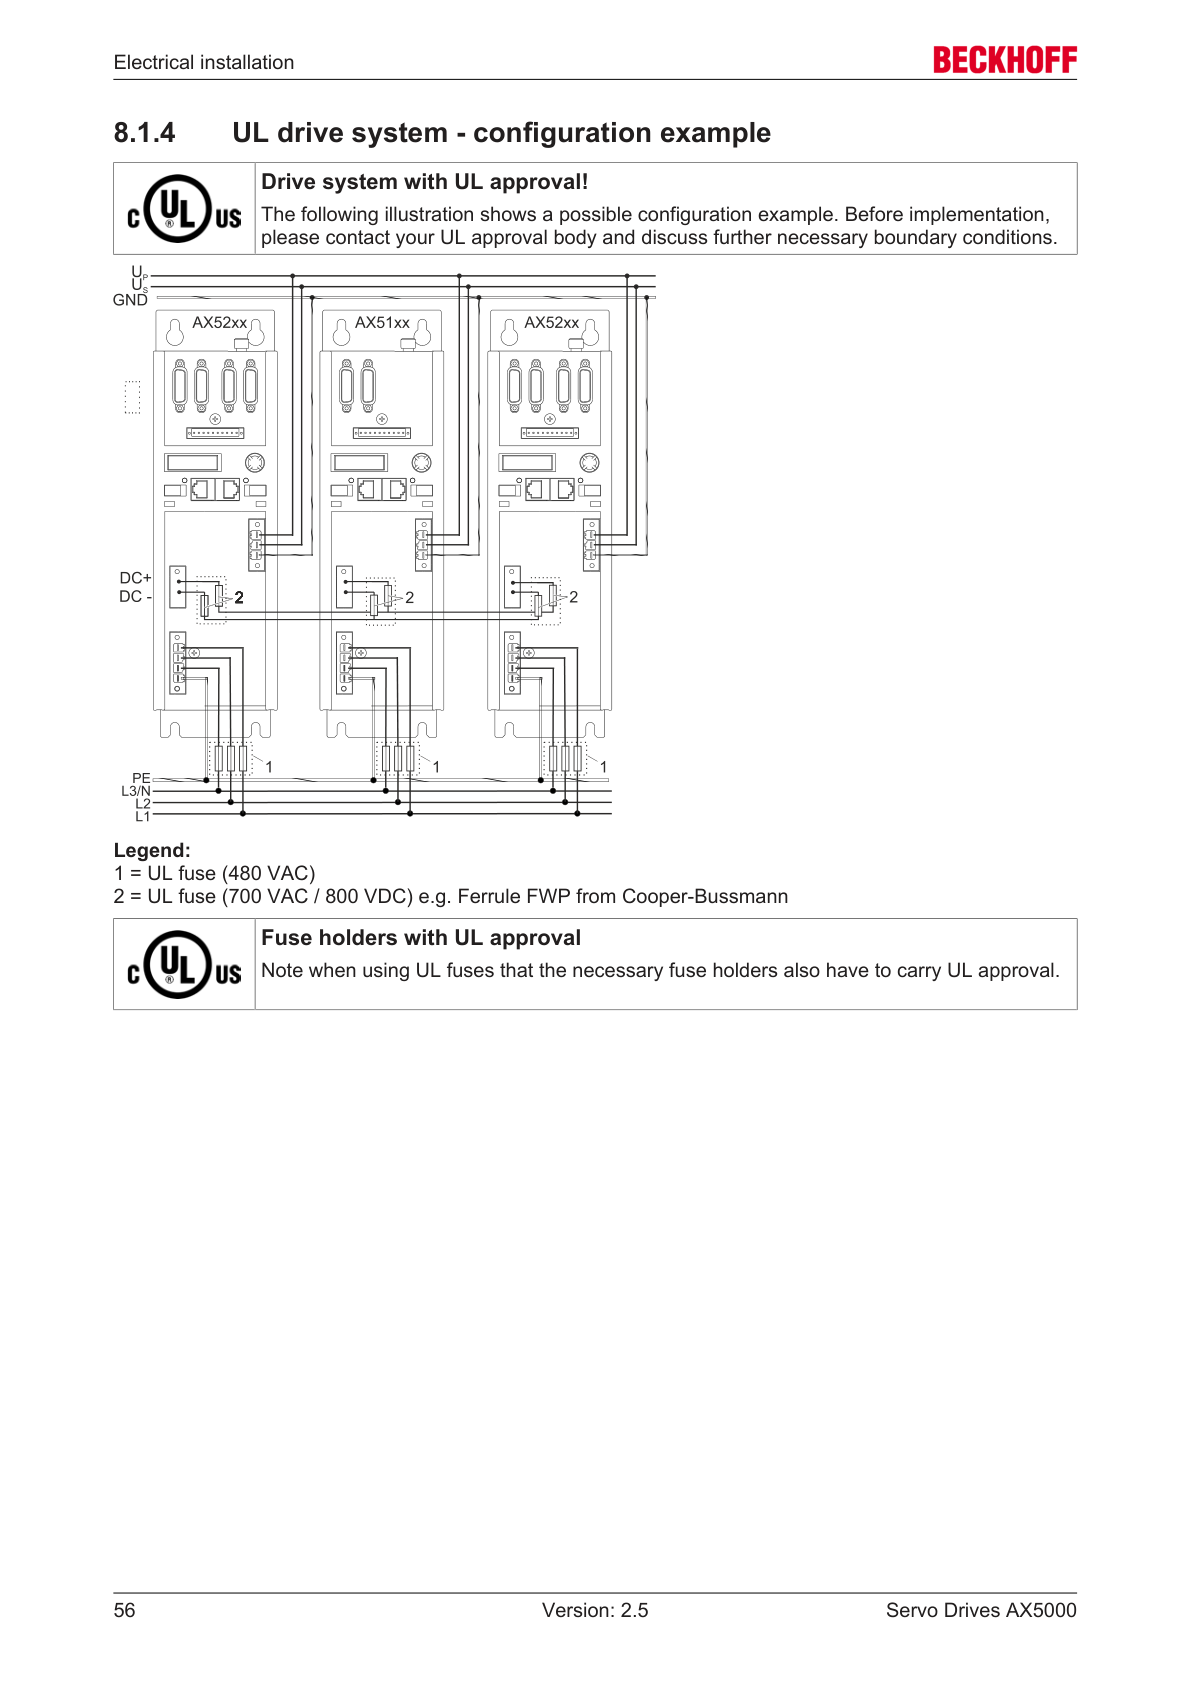 Electrical installation
BECKHOFF
8.1.4 UL drive system - configuration example
C UL ® US
Drive system with UL approval!
The following illustration shows a possible configuration example. Before implementation,
please contact your UL approval body and discuss further necessary boundary conditions.
UP
US
GND
AX52xx AX51xx AX52xx
DC+
DC -
2 2 2
1 1 1
PE
L3/N
L2
L1
Legend:
1 = UL fuse (480 VAC)
2 = UL fuse (700 VAC / 800 VDC) e.g. Ferrule FWP from Cooper-Bussmann
C UL ® US
Fuse holders with UL approval
Note when using UL fuses that the necessary fuse holders also have to carry UL approval.
56 Version: 2.5 Servo Drives AX5000